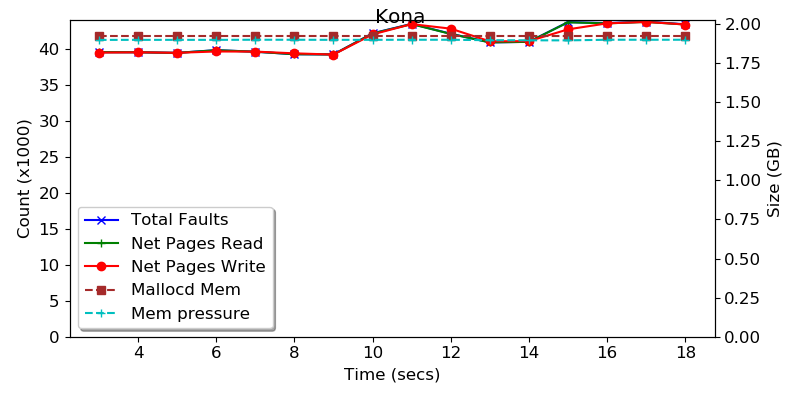 Kona
Count (x1000)
40
35
30
25
20
15
10
5
0
2.00
1.75
1.50
1.25
1.00
0.75
0.50
0.25
0.00
Size (GB)
Total Faults
Net Pages Read
Net Pages Write
Mallocd Mem
Mem pressure
4 6 8 10 12 14 16 18
Time (secs)